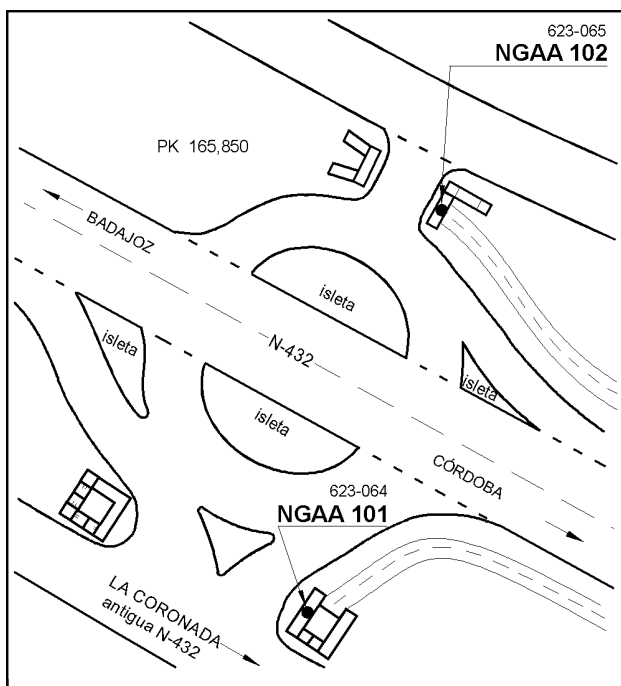 623-065
NGAA 102
PK 165,850
BADAJOZ
isleta
N-432
isleta
isleta
isleta
CÓRDOBA
623-064
NGAA 101
LA CORONADA
antigua N-432